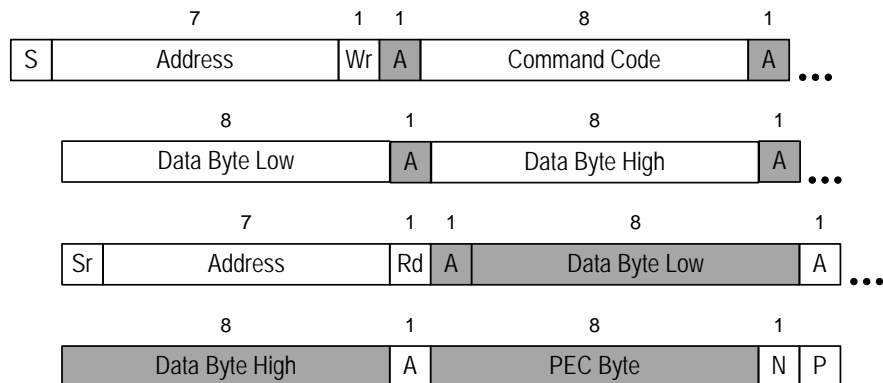 7 1 1 8 1
S Address Wr A Command Code A ...
8 1 8 1
Data Byte Low A Data Byte High A ...
7 1 1 8 1
Sr Address Rd A Data Byte Low A ...
8 1 8 1
Data Byte High A PEC Byte N P